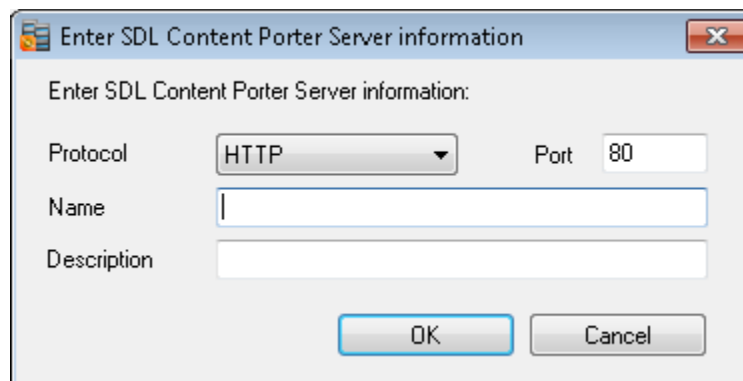 Enter SDL Content Porter Server information
Enter SDL Content Porter Server information:
Protocol HTTP Port 80
Name
Description
OK Cancel